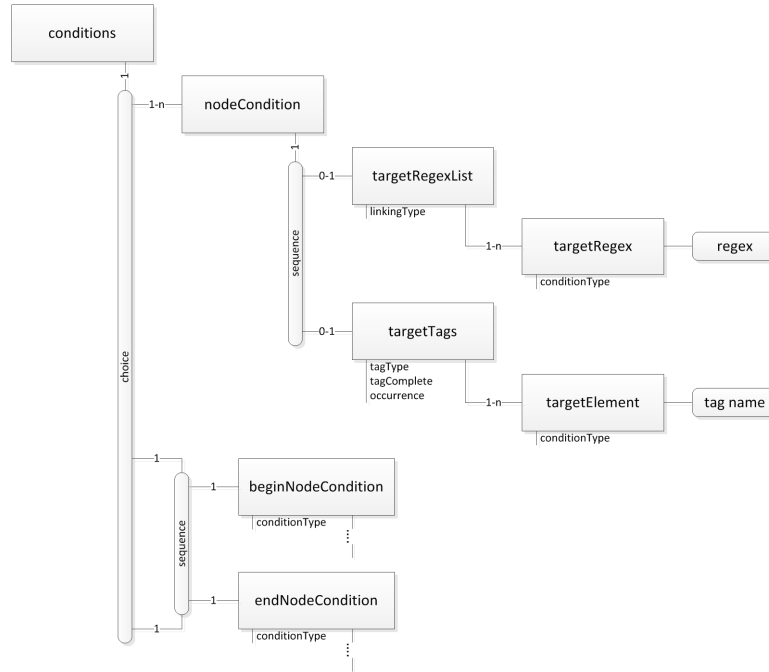 conditions
1
1-n
nodeCondition
1
0-1
targetRegexList
linkingType
1-n
targetRegex
regex
conditionType
sequence
0-1
targetTags
tagType
tagComplete
occurrence
1-n
targetElement
tag name
conditionType
choice
1
1
beginNodeCondition
conditionType
sequence
1
endNodeCondition
conditionType
1